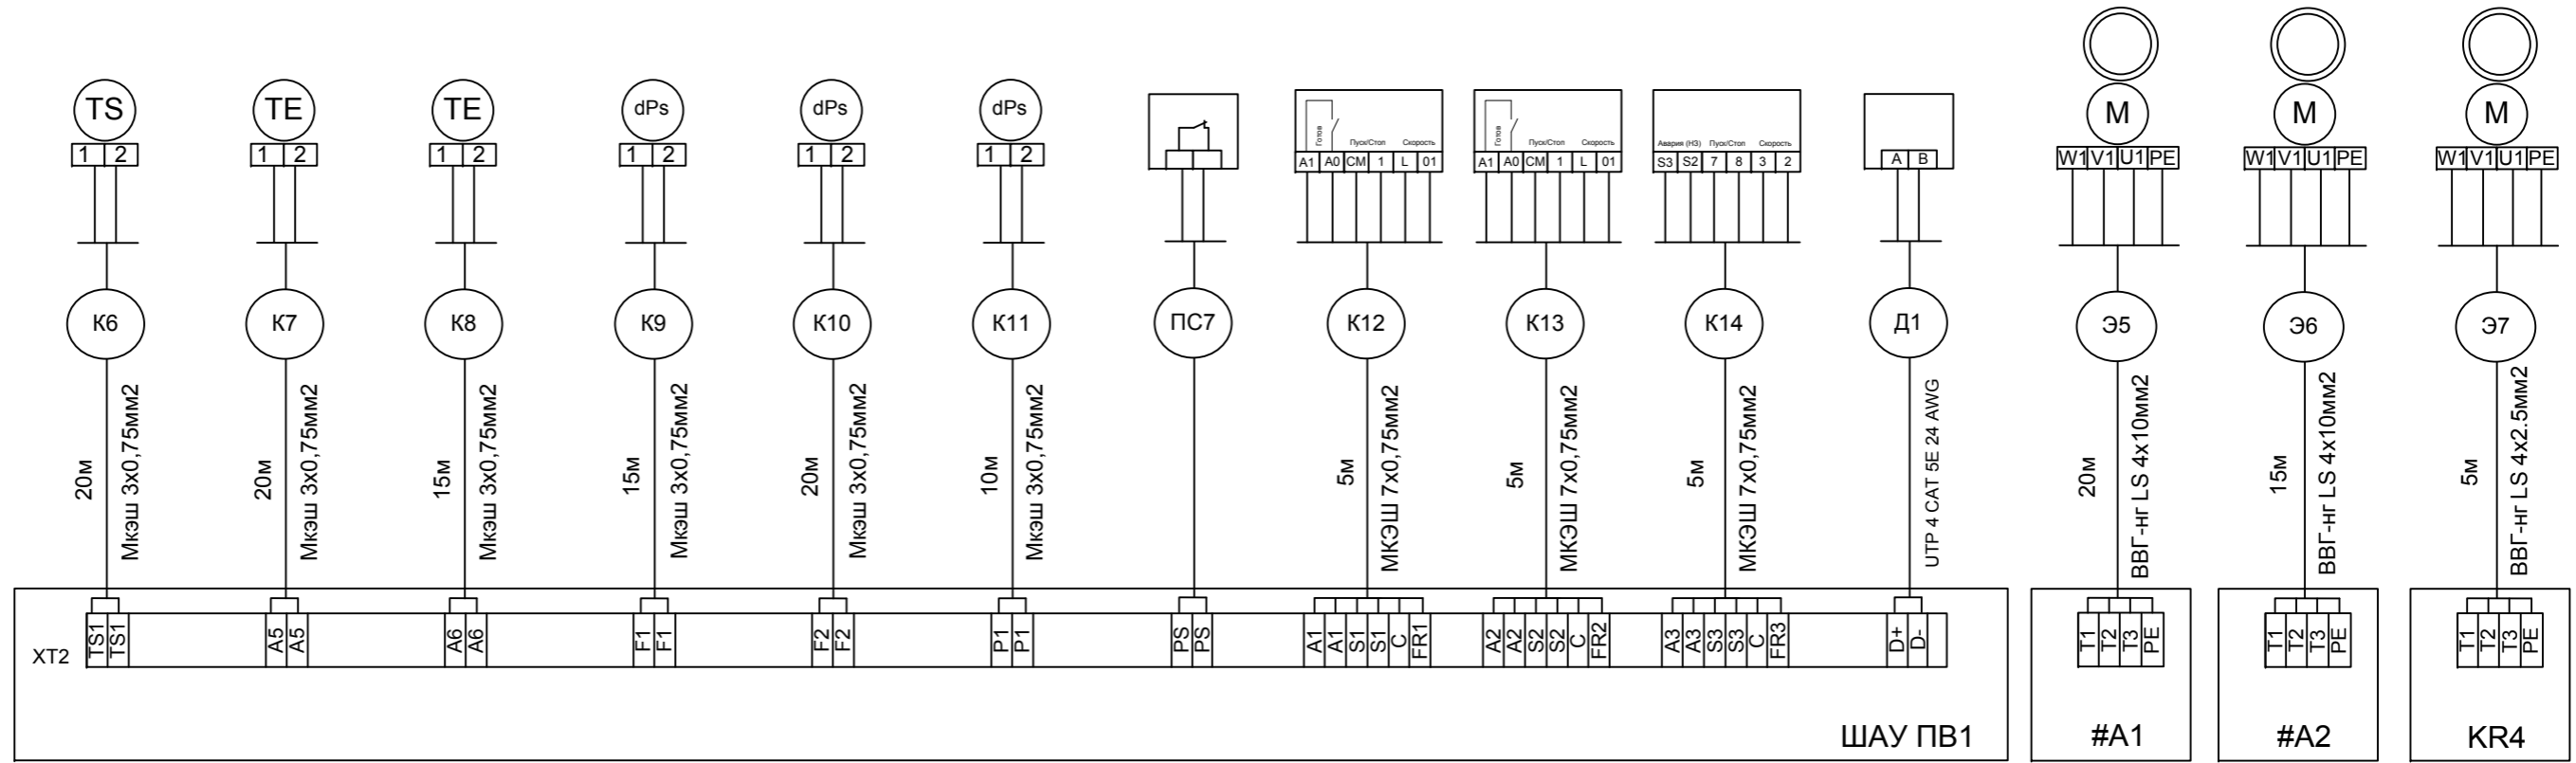 TS TE TE dPs dPs dPs M M M
1 2 1 2 1 2 1 2 1 2 1 2
Готов Пуск/Стоп Скорость
A1 A0 CM 1 L 01
Готов Пуск/Стоп Скорость
A1 A0 CM 1 L 01
Авария (НЗ) Пуск/Стоп Скорость
S3 S2 7 8 3 2
A B
W1 V1 U1 PE
W1 V1 U1 PE
W1 V1 U1 PE
К6 К7 К8 К9 К10 К11 ПС7 К12 К13 К14 Д1 Э5 Э6 Э7
20м
Мкэш 3х0,75мм2
20м
Мкэш 3х0,75мм2
15м
Мкэш 3х0,75мм2
15м
Мкэш 3х0,75мм2
20м
Мкэш 3х0,75мм2
10м
Мкэш 3х0,75мм2
5м
МКЭШ 7х0,75мм2
5м
МКЭШ 7х0,75мм2
5м
МКЭШ 7х0,75мм2
UTP 4 CAT 5E 24 AWG
20м
ВВГ-нг LS 4х10мм2
15м
ВВГ-нг LS 4х10мм2
5м
ВВГ-нг LS 4х2.5мм2
XT2
TS1 TS1
A5 A5
A6 A6
F1 F1
F2 F2
P1 P1
PS PS
A1 A1 S1 S1 C FR1
A2 A2 S2 S2 C FR2
A3 A3 S3 S3 C FR3
D+ D-
T1 T2 T3 PE
T1 T2 T3 PE
T1 T2 T3 PE
ШАУ ПВ1
#A1
#A2
KR4